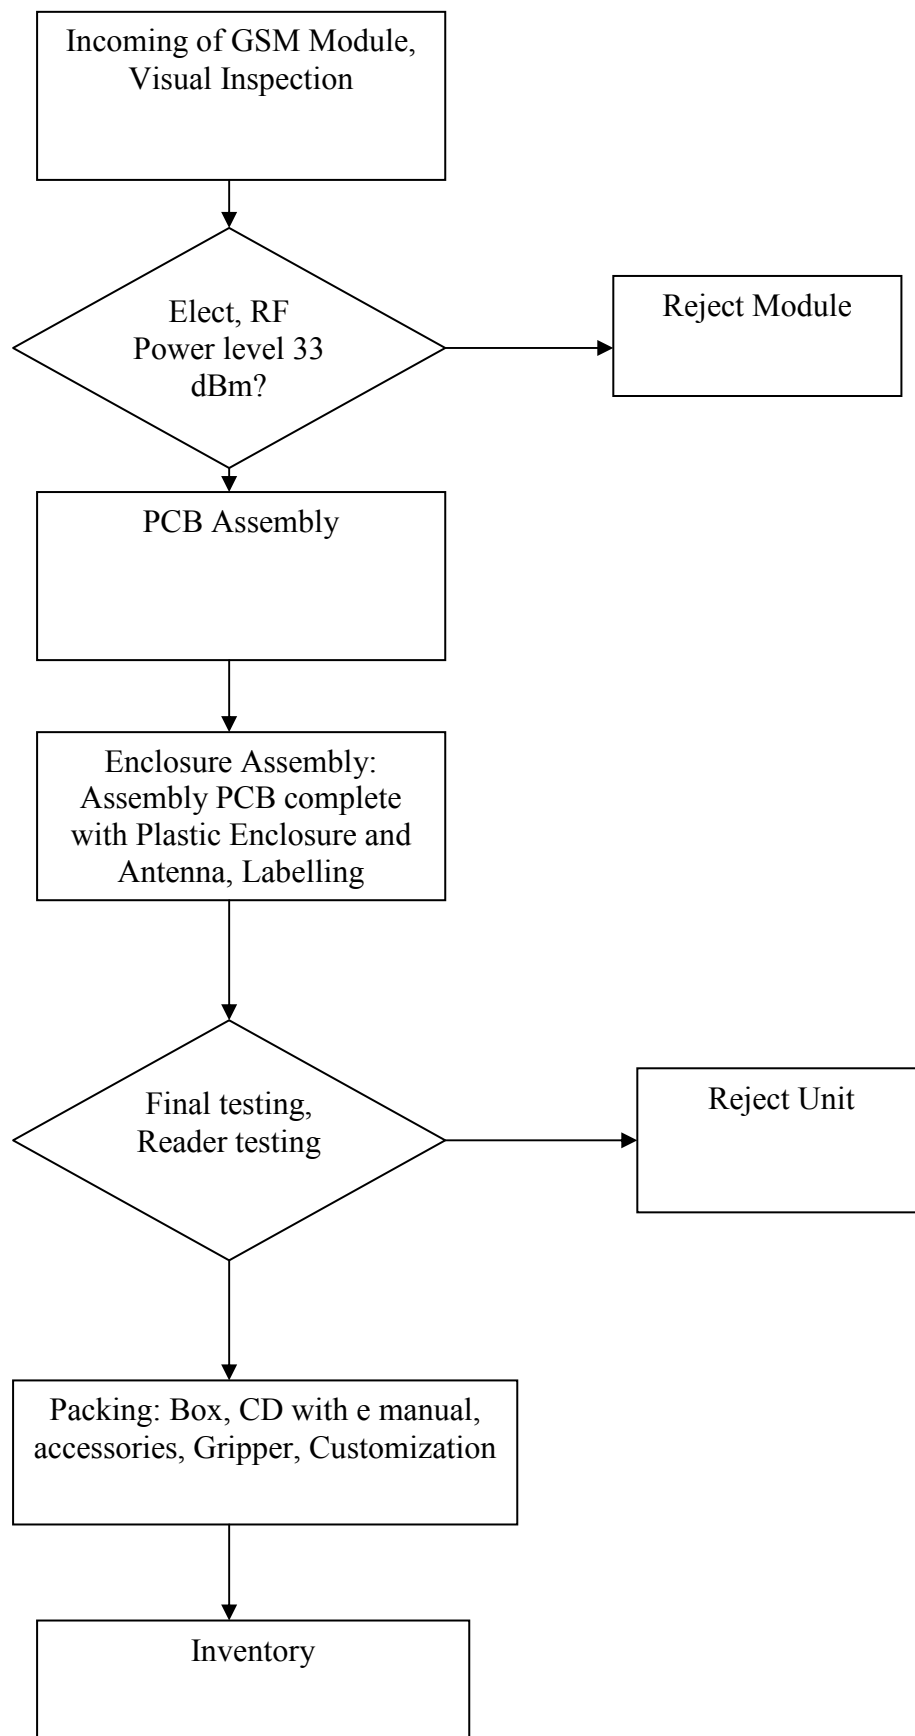 Incoming of GSM Module,
Visual Inspection
Elect, RF
Power level 33
dBm?
Reject Module
PCB Assembly
Enclosure Assembly:
Assembly PCB complete
with Plastic Enclosure and
Antenna, Labelling
Final testing,
Reader testing
Reject Unit
Packing: Box, CD with e manual,
accessories, Gripper, Customization
Inventory